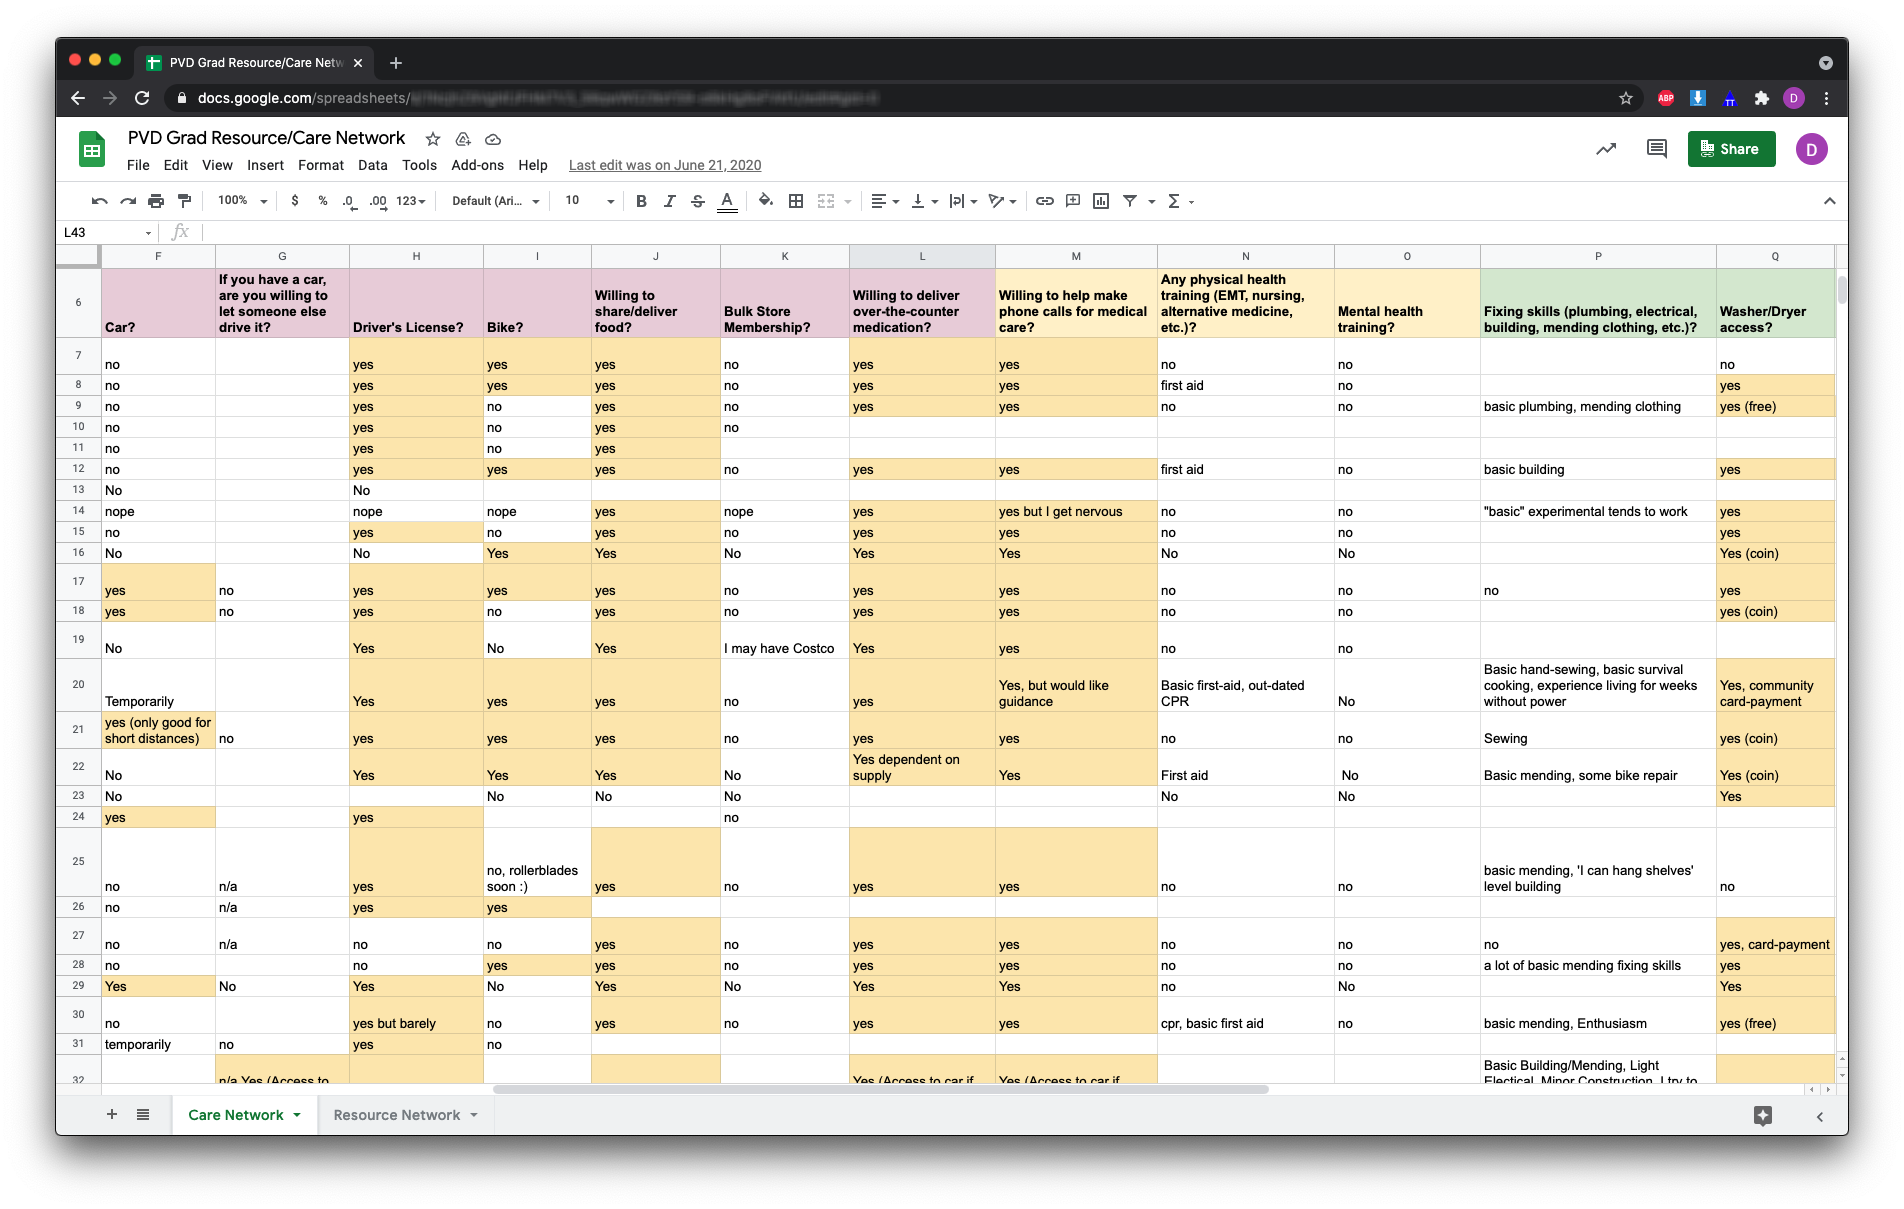 PVD Grad Resource/Care Netw
docs.google.com/spreadsheets/
ABP
TT
D
PVD Grad Resource/Care Network
File Edit View Insert Format Data Tools Add-ons Help Last edit was on June 21, 2020
Share
D
100% $ % .0 .00 123 Default (Ari... 10 B I S A
L43 fx
F G H I J K L M N O P Q
6 Car? If you have a car, are you willing to let someone else drive it? Driver's License? Bike? Willing to share/deliver food? Bulk Store Membership? Willing to deliver over-the-counter medication? Willing to help make phone calls for medical care? Any physical health training (EMT, nursing, alternative medicine, etc.)? Mental health training? Fixing skills (plumbing, electrical, building, mending clothing, etc.)? Washer/Dryer access?
7 no yes yes yes no yes yes no no no
8 no yes yes yes no yes yes first aid no yes
9 no yes no yes no yes yes no no basic plumbing, mending clothing yes (free)
10 no yes no yes no
11 no yes no yes
12 no yes yes yes no yes yes first aid no basic building yes
13 No No
14 nope nope nope yes nope yes yes but I get nervous no no "basic" experimental tends to work yes
15 no yes no yes no yes yes no no yes
16 No No Yes Yes No Yes Yes No No Yes (coin)
17 yes no yes yes yes no yes yes no no no yes
18 yes no yes no yes no yes yes no no yes (coin)
19 No Yes No Yes I may have Costco Yes yes no no
20 Temporarily Yes yes yes no yes Yes, but would like guidance Basic first-aid, out-dated CPR No Basic hand-sewing, basic survival cooking, experience living for weeks without power Yes, community card-payment
21 yes (only good for short distances) no yes yes yes no yes yes no no Sewing yes (coin)
22 No Yes Yes Yes No Yes dependent on supply Yes First aid No Basic mending, some bike repair Yes (coin)
23 No No No No No No Yes
24 yes yes no
25 no n/a yes no, rollerblades soon :) yes no yes yes no no basic mending, 'I can hang shelves' level building no
26 no n/a yes yes
27 no n/a no no yes no yes yes no no no yes, card-payment
28 no no yes yes no yes yes no no a lot of basic mending fixing skills yes
29 Yes No Yes No Yes No Yes Yes no No Yes
30 no yes but barely no yes no yes yes cpr, basic first aid no basic mending, Enthusiasm yes (free)
31 temporarily no yes no
32 n/a Yes (Access to Yes (Access to car if Yes (Access to car if Basic Building/Mending, Light Electical, Minor Construction, I try to
Care Network Resource Network